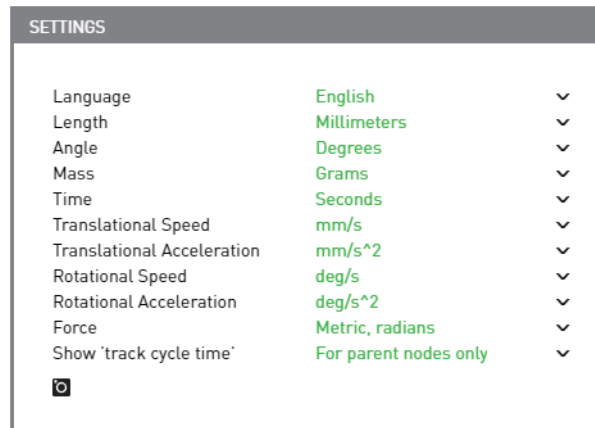 SETTINGS
Language English
Length Millimeters
Angle Degrees
Mass Grams
Time Seconds
Translational Speed mm/s
Translational Acceleration mm/s^2
Rotational Speed deg/s
Rotational Acceleration deg/s^2
Force Metric, radians
Show 'track cycle time' For parent nodes only